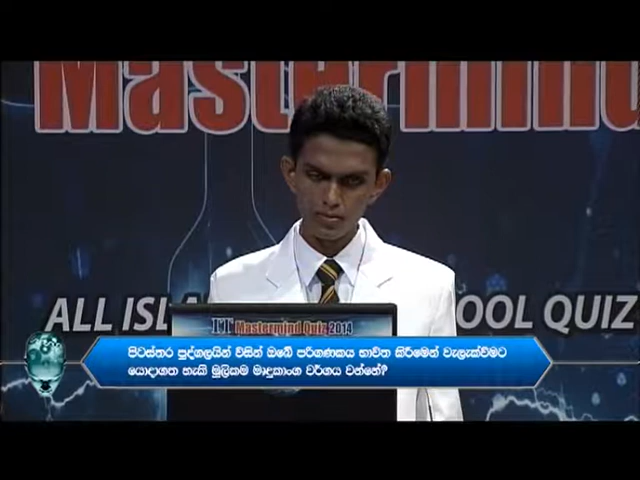 Mastermind
ALL ISL
OOL QUIZ
IT Mastermind Quiz 2014
පිටස්තර පුද්ගලයින් විසින් ඔබේ පරිගණකය භාවිත කිරීමෙන් වැලැක්වීමට
යොදාගත හැකි මූලිකම මෘදුකාංග වර්ගය වන්නේ?